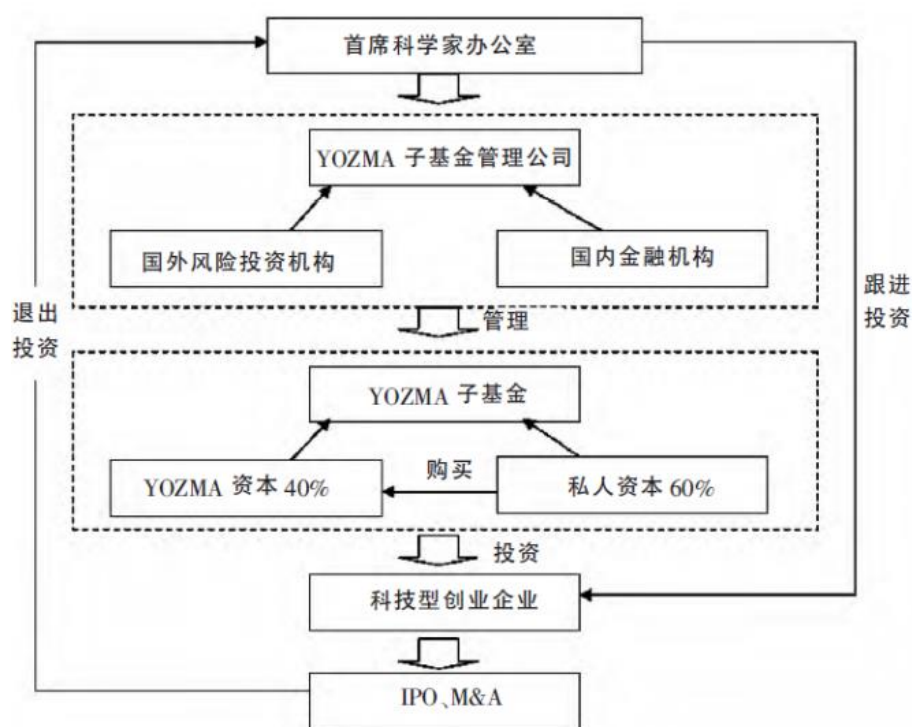 首席科学家办公室
YOZMA 子基金管理公司
国外风险投资机构
国内金融机构
退出
投资
跟进
投资
管理
YOZMA 子基金
YOZMA 资本 40%
购买
私人资本 60%
投资
科技型创业企业
IPO、M&A